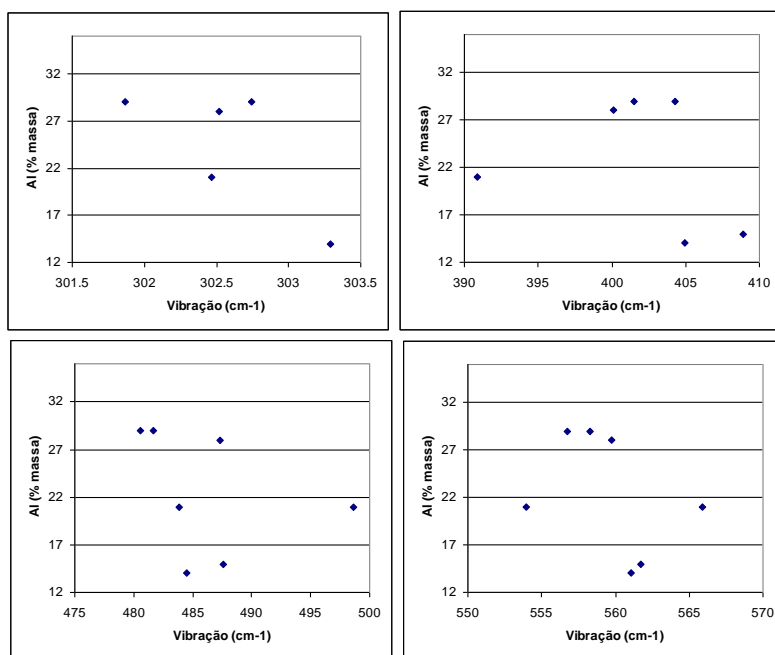 32
27
22
17
12
Al (% massa)
301.5 302 302.5 303 303.5
Vibração (cm-1)
32
27
22
17
12
Al (% massa)
390 395 400 405 410
Vibração (cm-1)
32
27
22
17
12
Al (% massa)
475 480 485 490 495 500
Vibração (cm-1)
32
27
22
17
12
Al (% massa)
550 555 560 565 570
Vibração (cm-1)